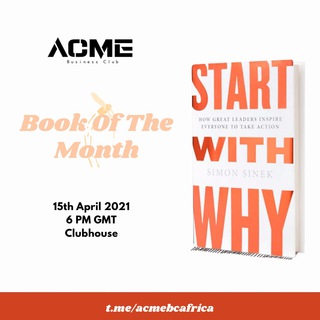 ACME
Business Club
Book Of The
Month
15th April 2021
6 PM GMT
Clubhouse
START
HOW GREAT LEADERS INSPIRE
EVERYONE TO TAKE ACTION
WITH
SIMON SINEK
WHY
t.me/acmebcafrica